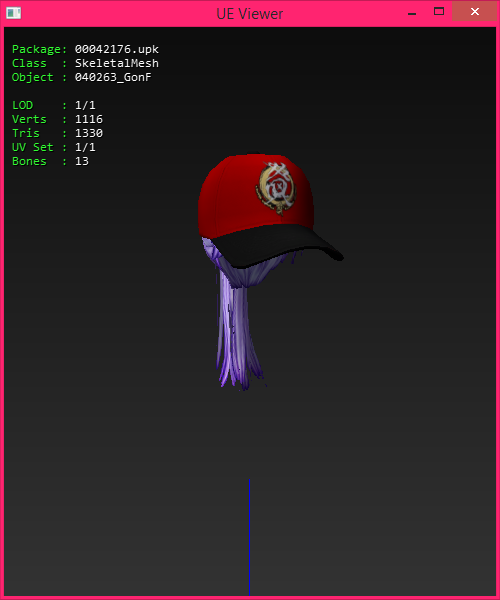 UE Viewer
Package: 00042176.upk
Class : SkeletalMesh
Object : 040263_GonF
LOD : 1/1
Verts : 1116
Tris : 1330
UV Set : 1/1
Bones : 13